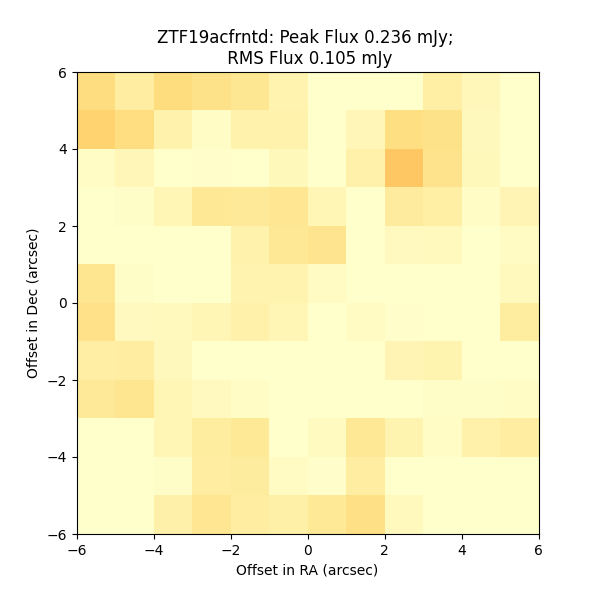 ZTF19acfrntd: Peak Flux 0.236 mJy;
RMS Flux 0.105 mJy
6
4
2
0
−2
−4
−6
Offset in Dec (arcsec)
−6 −4 −2 0 2 4 6
Offset in RA (arcsec)